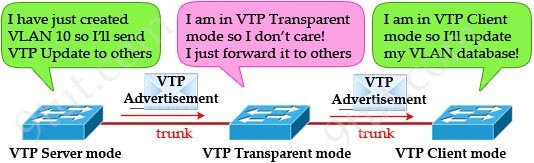 I have just created
VLAN 10 so I'll send
VTP Update to others
I am in VTP Transparent
mode so I don't care!
I just forward it to others
I am in VTP Client
mode so I'll update
my VLAN database!
VTP
Advertisement
VTP
Advertisement
trunk
trunk
VTP Server mode
VTP Transparent mode
VTP Client mode
9tut.com